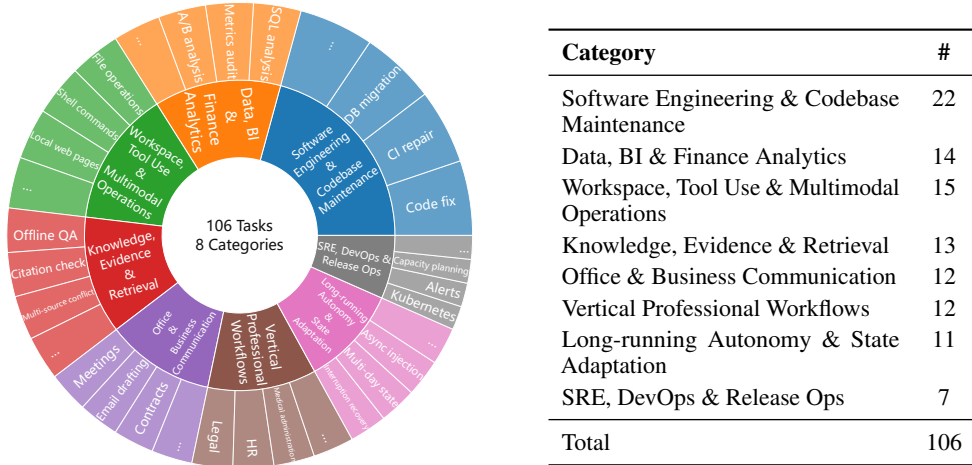 106 Tasks
8 Categories
Software
Engineering
&
Codebase
Maintenance
...
DB migration
CI repair
Code fix
Data, BI
&
Finance
Analytics
...
A/B analysis
Metrics audit
SQL analysis
Workspace,
Tool Use
&
Multimodal
Operations
File operations
Shell commands
Local web pages
...
Knowledge,
Evidence
&
Retrieval
Offline QA
Citation check
Multi-source conflict
...
Office
&
Business
Communication
Meetings
Email drafting
Contracts
...
Vertical
Professional
Workflows
Legal
HR
Medical administration
...
Long-running
Autonomy
&
State
Adaptation
Interruption recovery
Multi-day state
Async injection
...
SRE, DevOps &
Release Ops
Kubernetes
Alerts
Capacity planning
...
Category #
Software Engineering & Codebase 22
Maintenance
Data, BI & Finance Analytics 14
Workspace, Tool Use & Multimodal 15
Operations
Knowledge, Evidence & Retrieval 13
Office & Business Communication 12
Vertical Professional Workflows 12
Long-running Autonomy & State 11
Adaptation
SRE, DevOps & Release Ops 7
Total 106